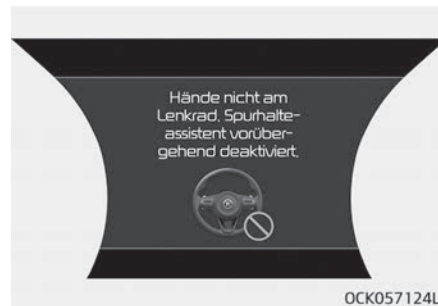 Hände nicht am
Lenkrad. Spurhalte-
assistent vorüber-
gehend deaktiviert.
OCK057124L